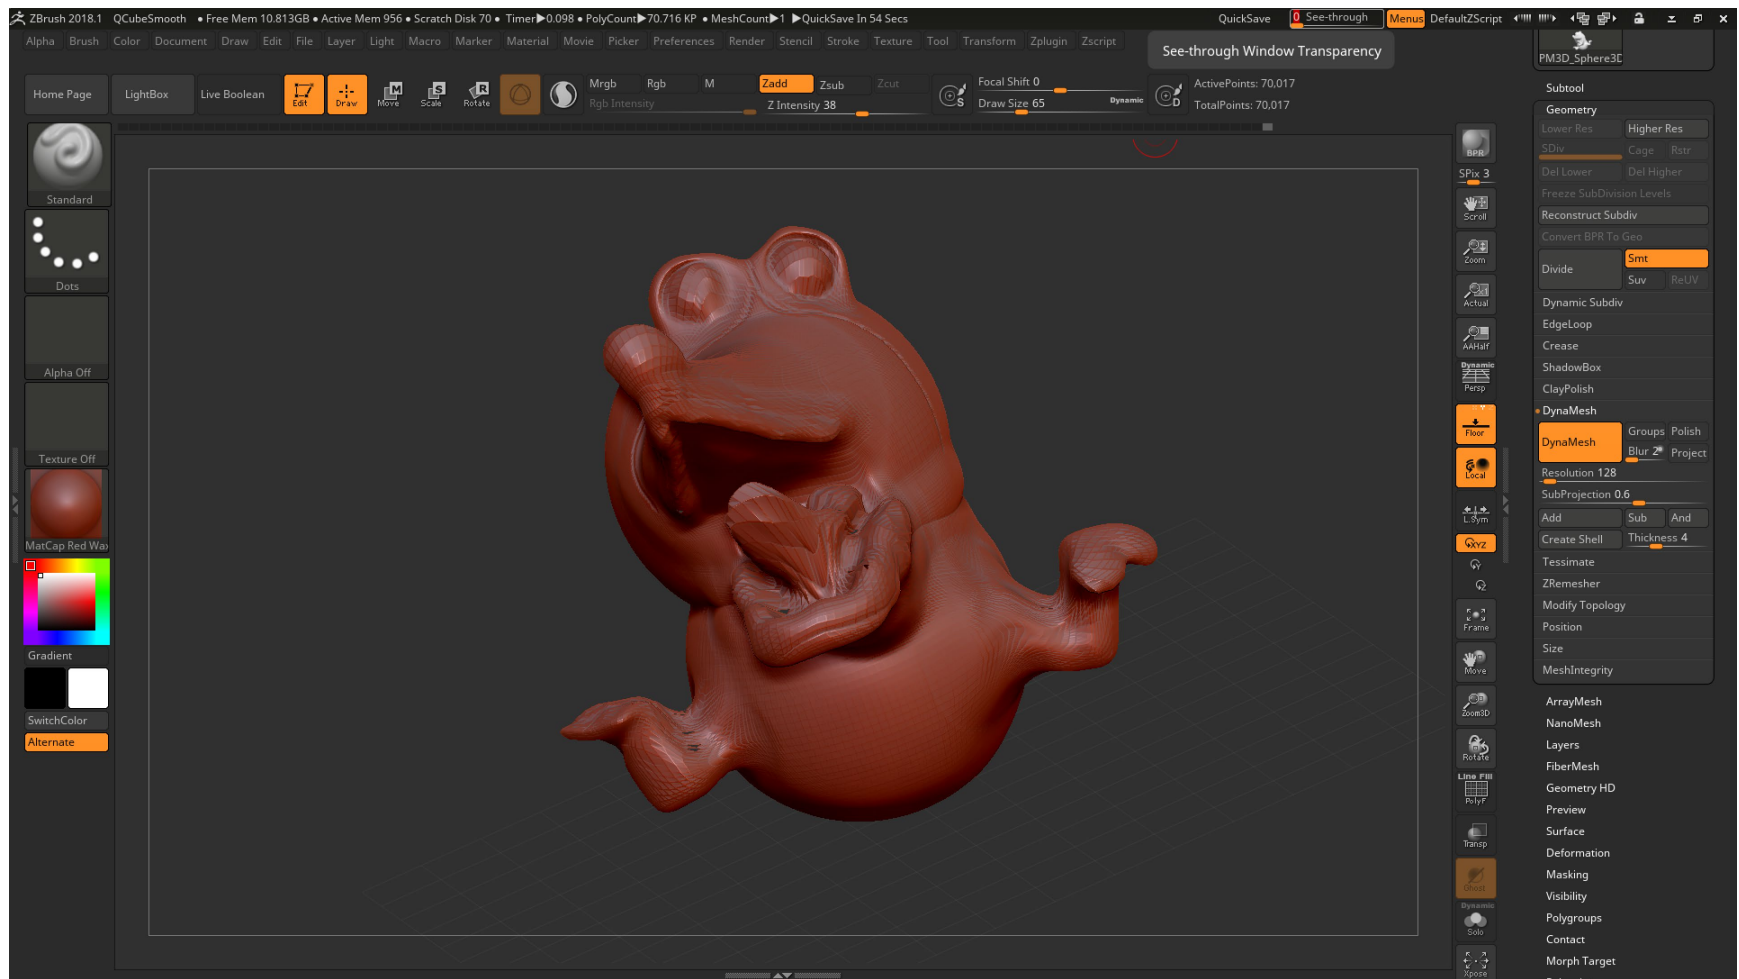 ZBrush 2018.1 QCubeSmooth • Free Mem 10.813GB • Active Mem 956 • Scratch Disk 70 • Timer▶0.098 • PolyCount▶70.716 KP • MeshCount▶1 ▶QuickSave In 54 Secs QuickSave 0 See-through Menus DefaultZScript
Alpha Brush Color Document Draw Edit File Layer Light Macro Marker Material Movie Picker Preferences Render Stencil Stroke Texture Tool Transform Zplugin Zscript
See-through Window Transparency
Home Page LightBox Live Boolean Edit Draw Move Scale Rotate
Mrgb Rgb M Zadd Zsub Zcut
Rgb Intensity Z Intensity 38
Focal Shift 0
Draw Size 65 Dynamic
ActivePoints: 70,017
TotalPoints: 70,017
Standard
Dots
Alpha Off
Texture Off
MatCap Red Wax
Gradient
SwitchColor
Alternate
BPR
SPix 3
Scroll
Zoom
Actual
AAHalf
Dynamic
Persp
Floor
Local
L.Sym
XYZ
Y
Z
Frame
Move
Zoom3D
Rotate
Line Fill
PolyF
Transp
Ghost
Dynamic
Solo
Xpose
PM3D_Sphere3D
Subtool
Geometry
Lower Res Higher Res
SDiv Cage Rstr
Del Lower Del Higher
Freeze SubDivision Levels
Reconstruct Subdiv
Convert BPR To Geo
Divide Smt
Suv ReUV
Dynamic Subdiv
EdgeLoop
Crease
ShadowBox
ClayPolish
DynaMesh
DynaMesh Groups Polish
Blur 2 Project
Resolution 128
SubProjection 0.6
Add Sub And
Create Shell Thickness 4
Tessimate
ZRemesher
Modify Topology
Position
Size
MeshIntegrity
ArrayMesh
NanoMesh
Layers
FiberMesh
Geometry HD
Preview
Surface
Deformation
Masking
Visibility
Polygroups
Contact
Morph Target